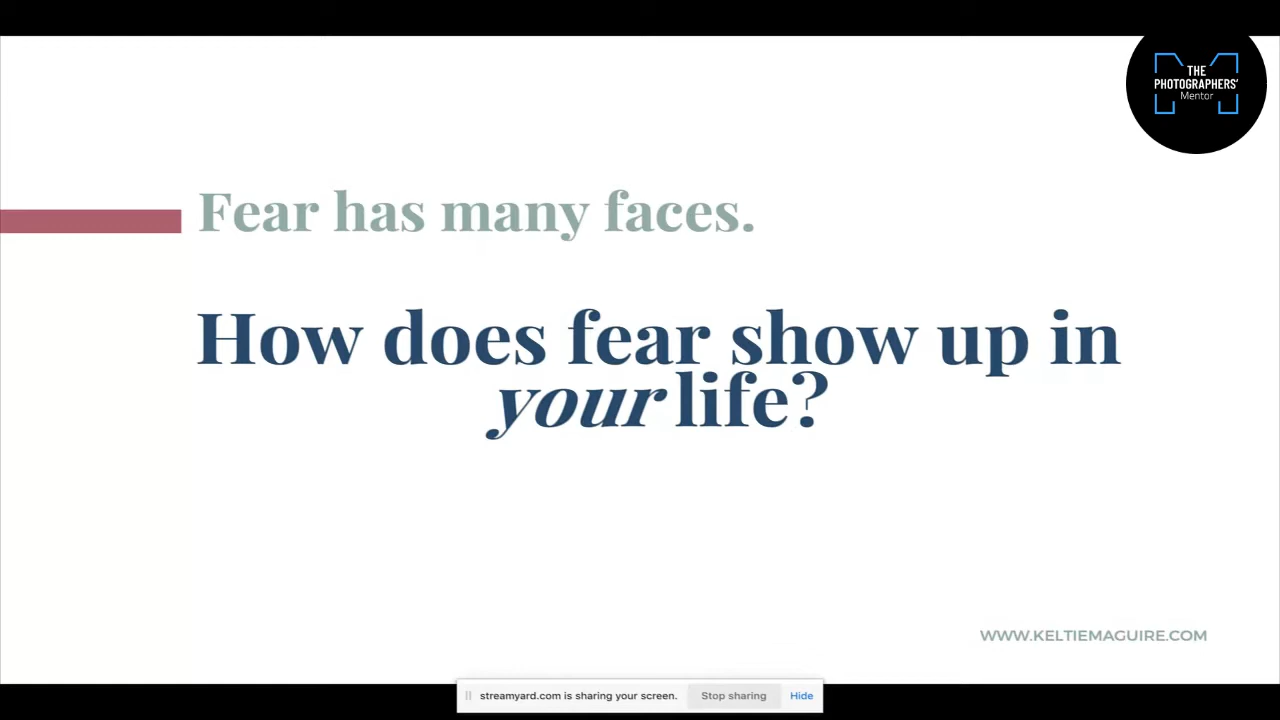 THE
PHOTOGRAPHERS'
Mentor
Fear has many faces.
How does fear show up in
your life?
WWW.KELTIEMAGUIRE.COM
streamyard.com is sharing your screen. Stop sharing Hide